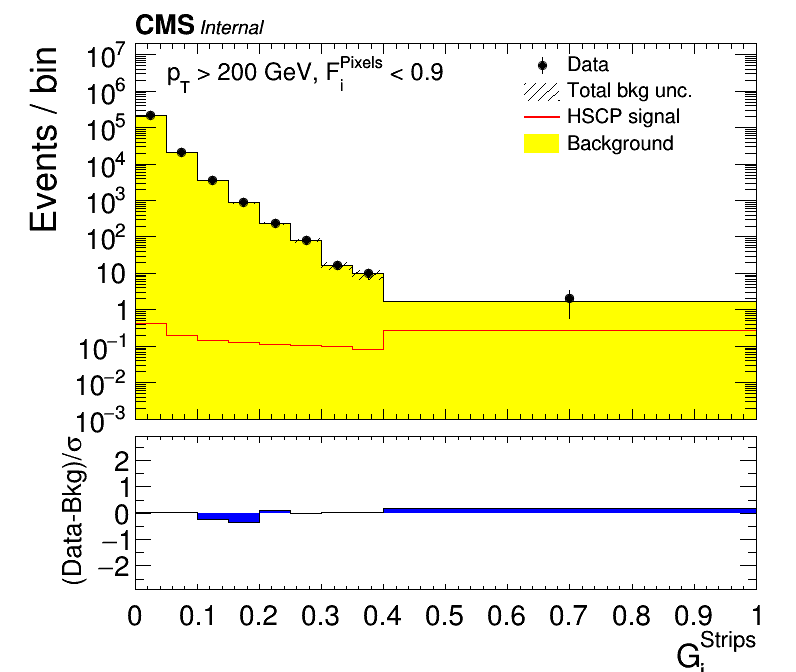 CMS Internal
p_T > 200 GeV, F_i^Pixels < 0.9
Data
Total bkg unc.
HSCP signal
Background
Events / bin
10^7
10^6
10^5
10^4
10^3
10^2
10
1
10^−1
10^−2
10^−3
(Data-Bkg)/σ
2
1
0
−1
−2
0 0.1 0.2 0.3 0.4 0.5 0.6 0.7 0.8 0.9 1
G_i^Strips